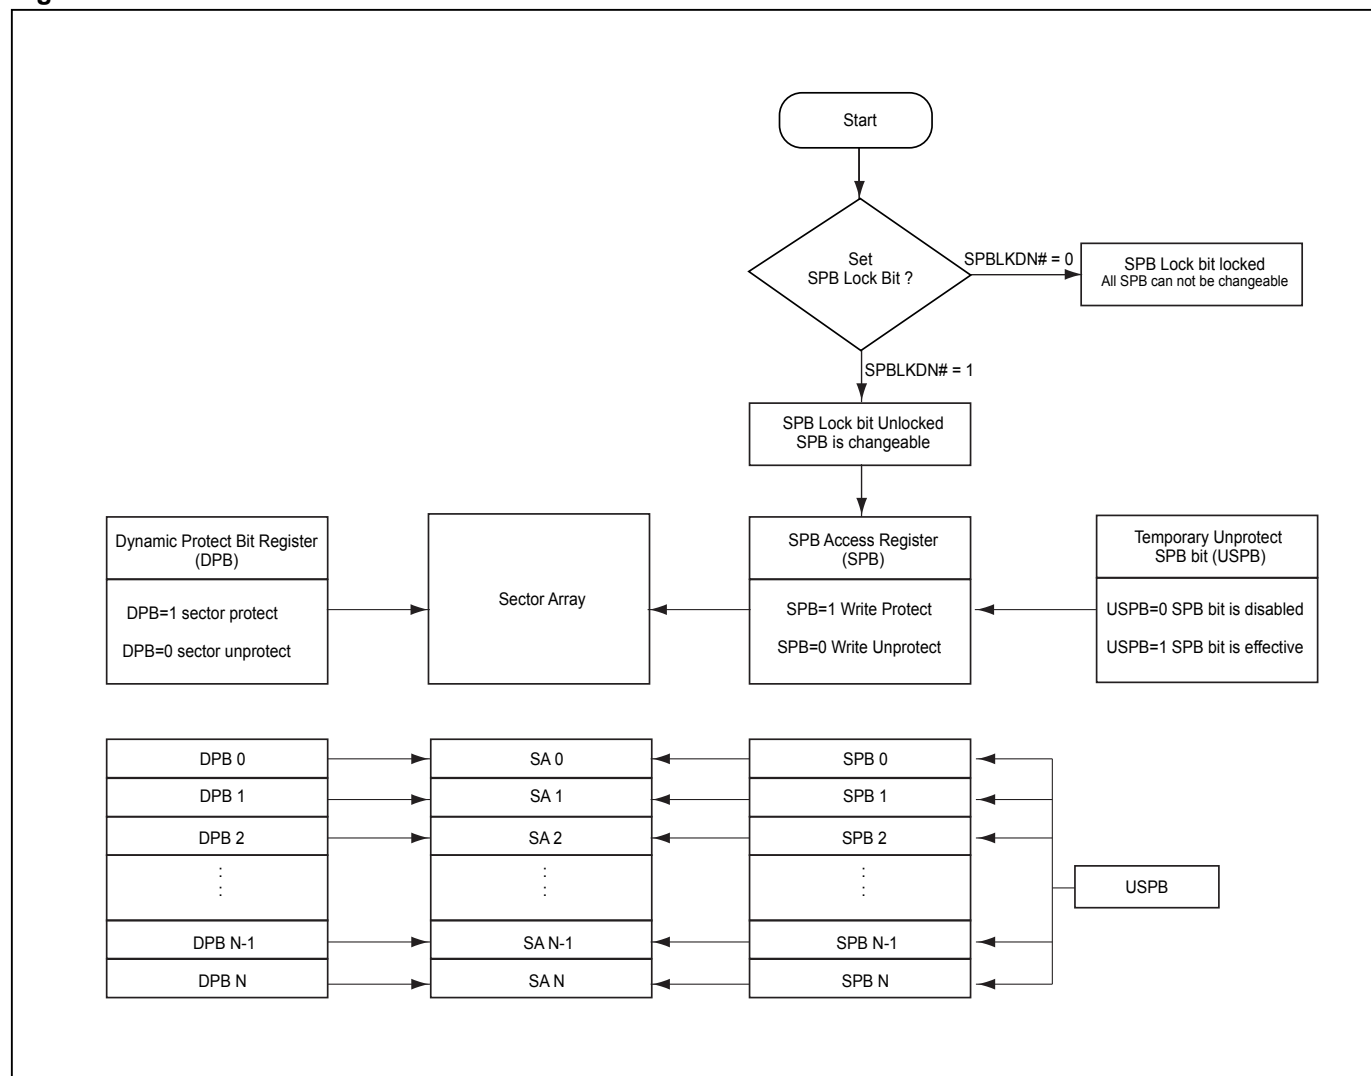 Start
Set
SPB Lock Bit ?
SPBLKDN# = 0
SPB Lock bit locked
All SPB can not be changeable
SPBLKDN# = 1
SPB Lock bit Unlocked
SPB is changeable
Dynamic Protect Bit Register
(DPB)
DPB=1 sector protect
DPB=0 sector unprotect
Sector Array
SPB Access Register
(SPB)
SPB=1 Write Protect
SPB=0 Write Unprotect
Temporary Unprotect
SPB bit (USPB)
USPB=0 SPB bit is disabled
USPB=1 SPB bit is effective
DPB 0
SA 0
SPB 0
DPB 1
SA 1
SPB 1
DPB 2
SA 2
SPB 2
:
:
:
:
:
:
USPB
DPB N-1
SA N-1
SPB N-1
DPB N
SA N
SPB N